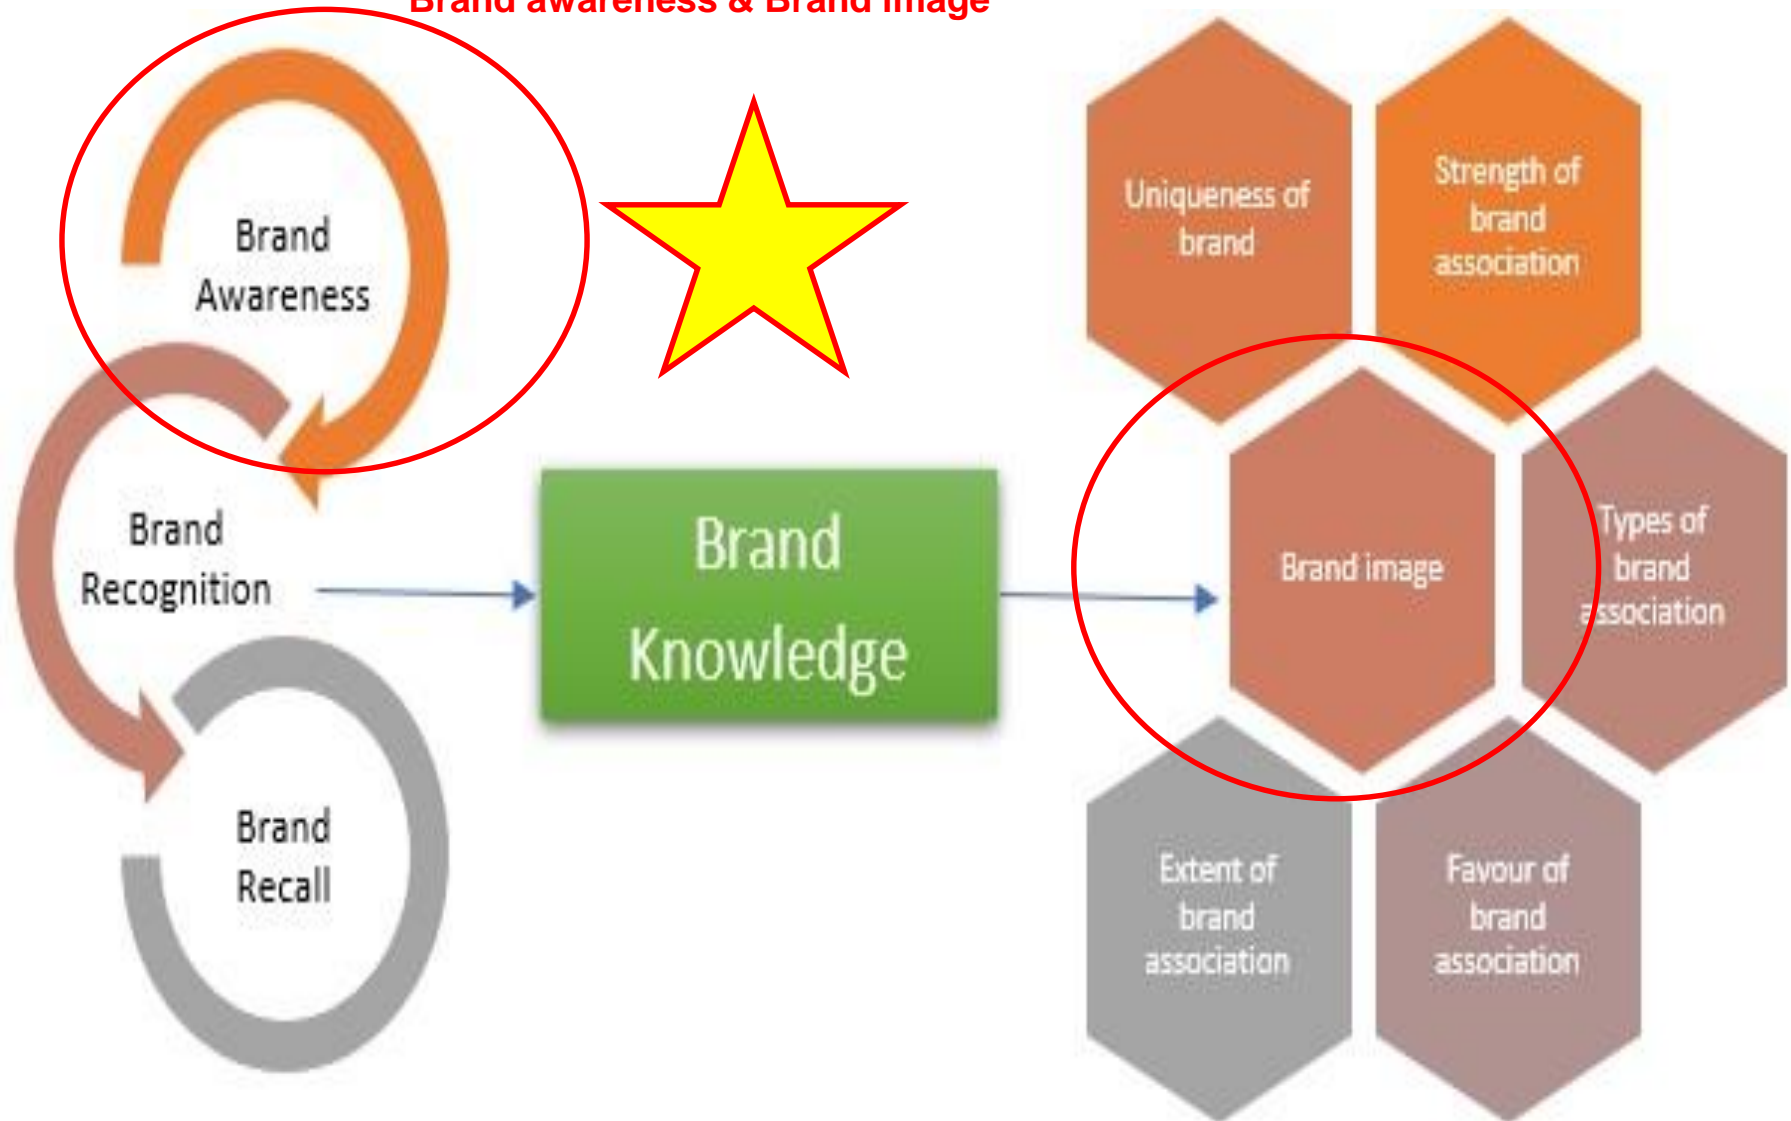 Brand awareness & Brand image
Brand
Awareness
Brand
Recognition
Brand
Recall
Brand
Knowledge
Uniqueness of
brand
Strength of
brand
association
Brand image
Types of
brand
association
Extent of
brand
association
Favour of
brand
association